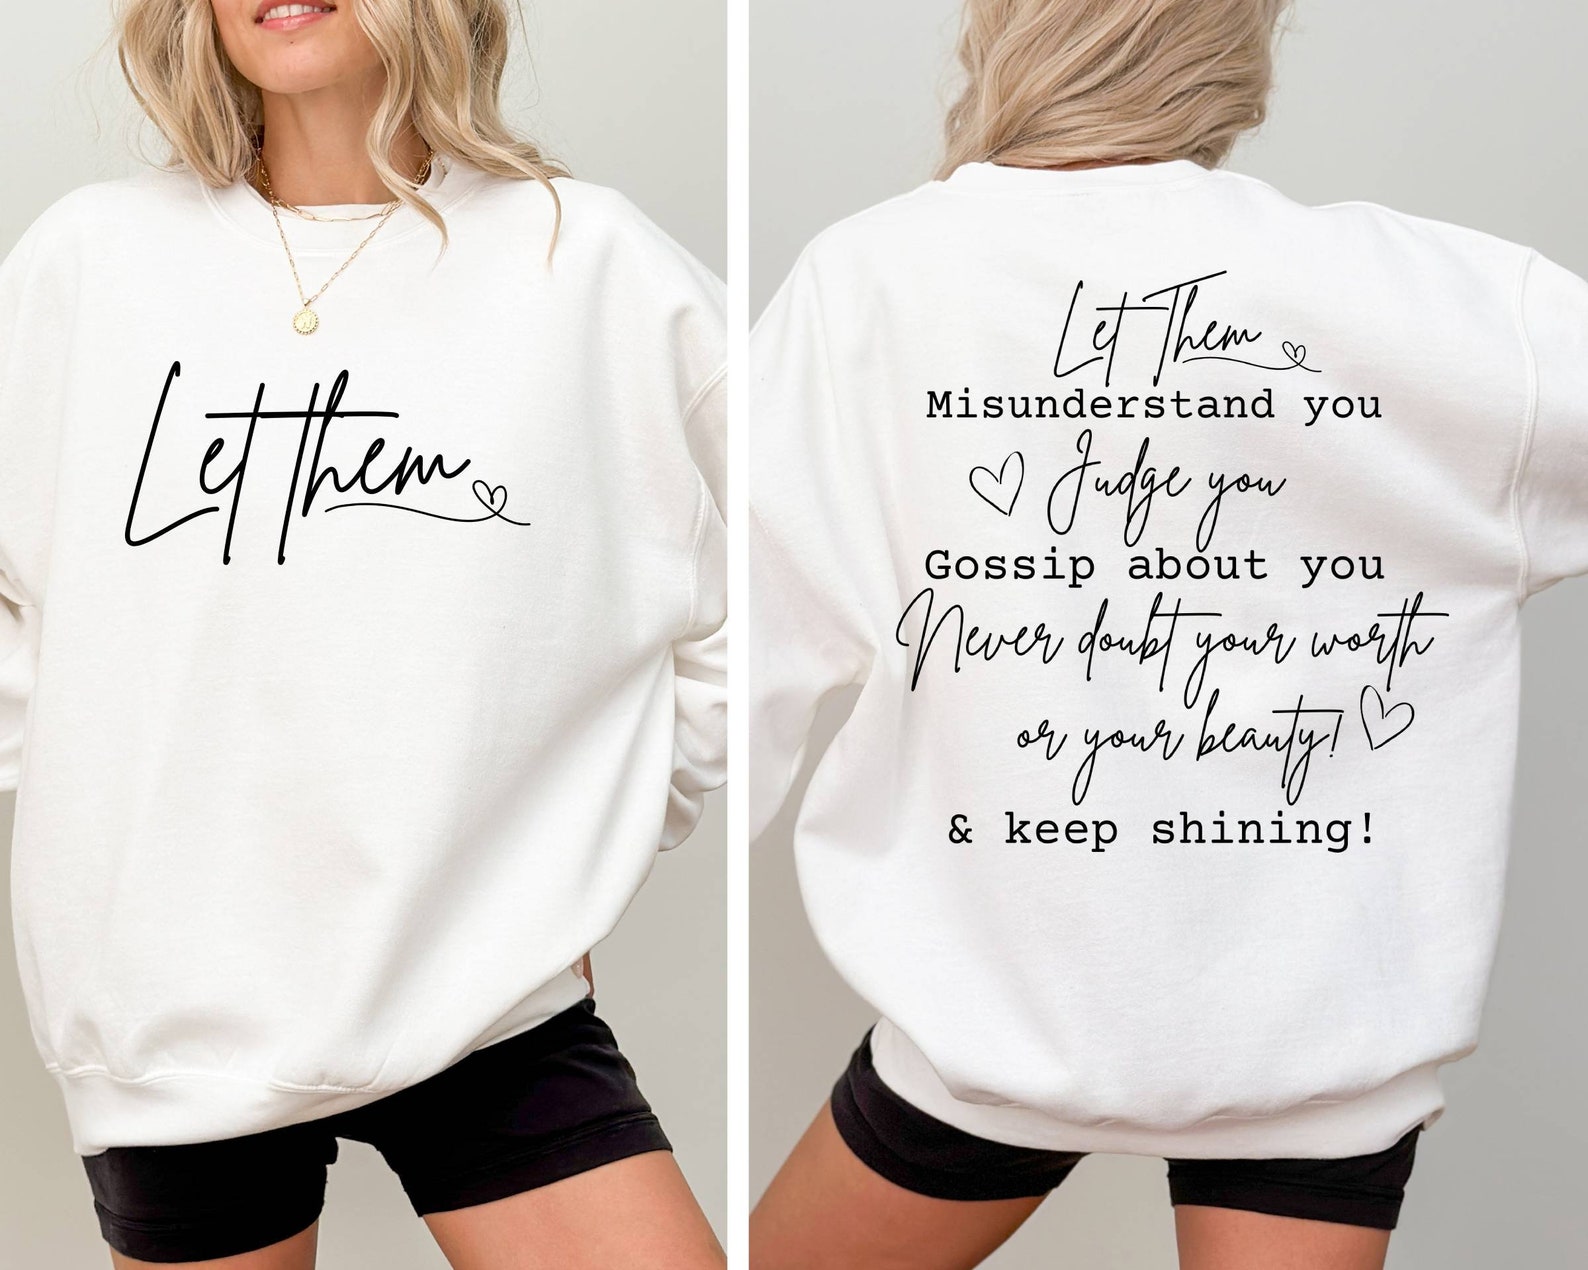 Let Them
Let Them
Misunderstand you
Judge you
Gossip about you
Never doubt your worth
or your beauty!
& keep shining!